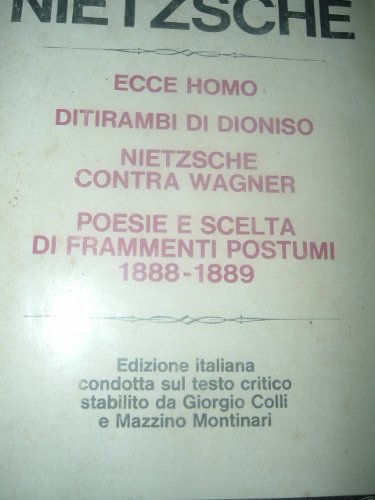 NIETZSCHE
ECCE HOMO
DITIRAMBI DI DIONISO
NIETZSCHE
CONTRA WAGNER
POESIE E SCELTA
DI FRAMMENTI POSTUMI
1888-1889
Edizione italiana
condotta sul testo critico
stabilito da Giorgio Colli
e Mazzino Montinari